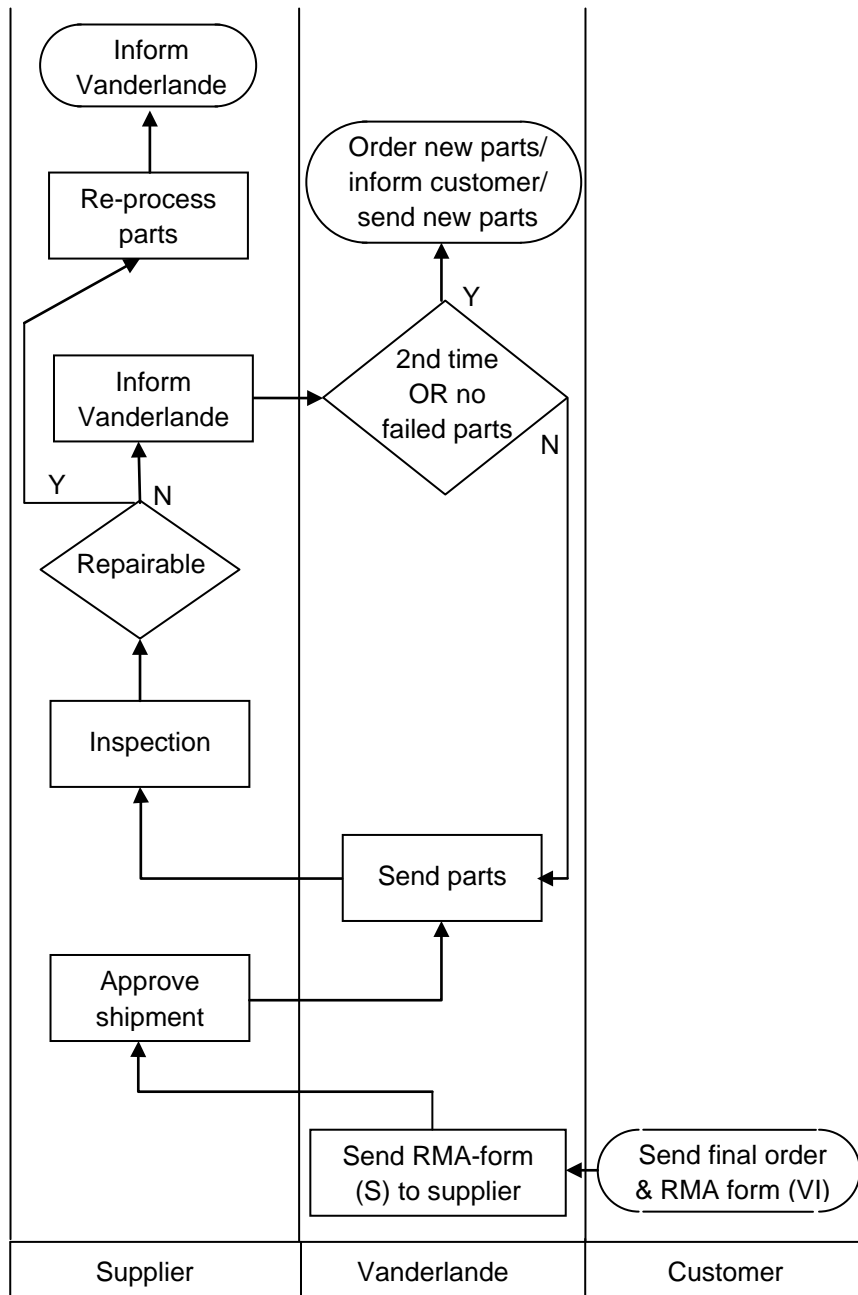 Inform
Vanderlande
Order new parts/
inform customer/
send new parts
Re-process
parts
Y
2nd time
OR no
failed parts
N
Inform
Vanderlande
Y
N
Repairable
Inspection
Send parts
Approve
shipment
Send RMA-form
(S) to supplier
Send final order
& RMA form (VI)
Supplier
Vanderlande
Customer